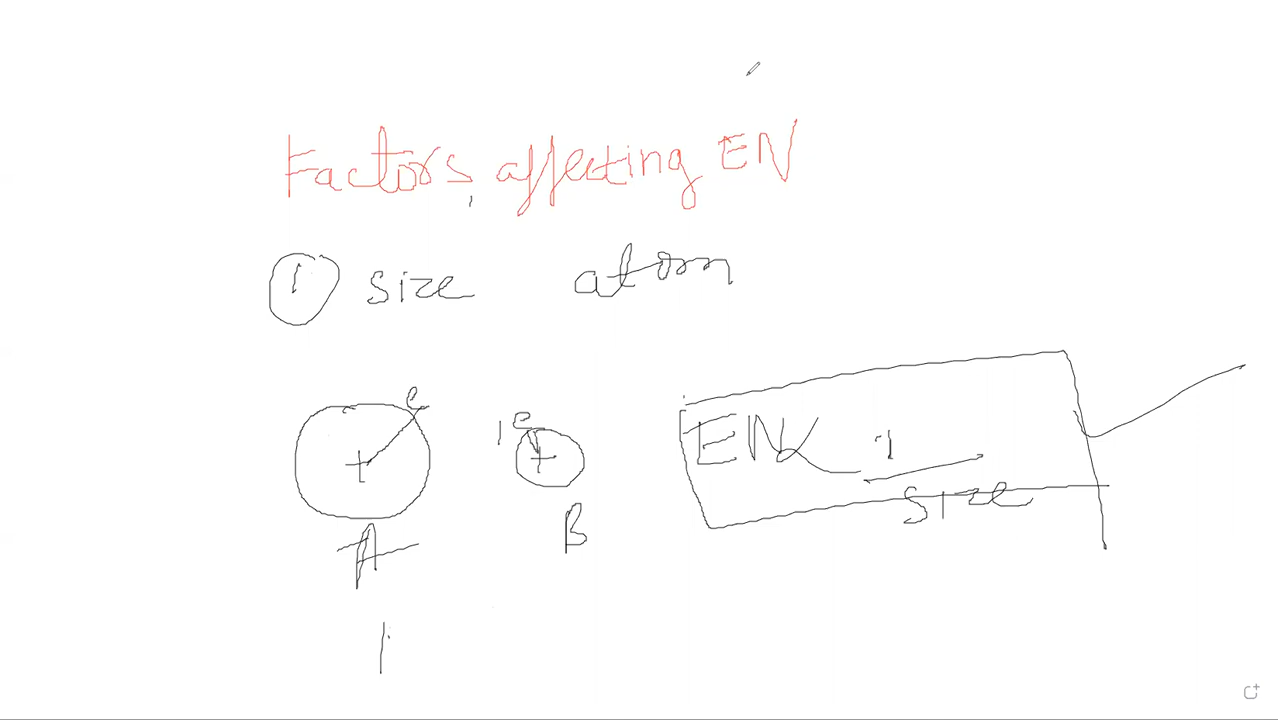 Factors affecting EN
1 size atom
e
e
+
+
EN ∝ 1
size
A
B